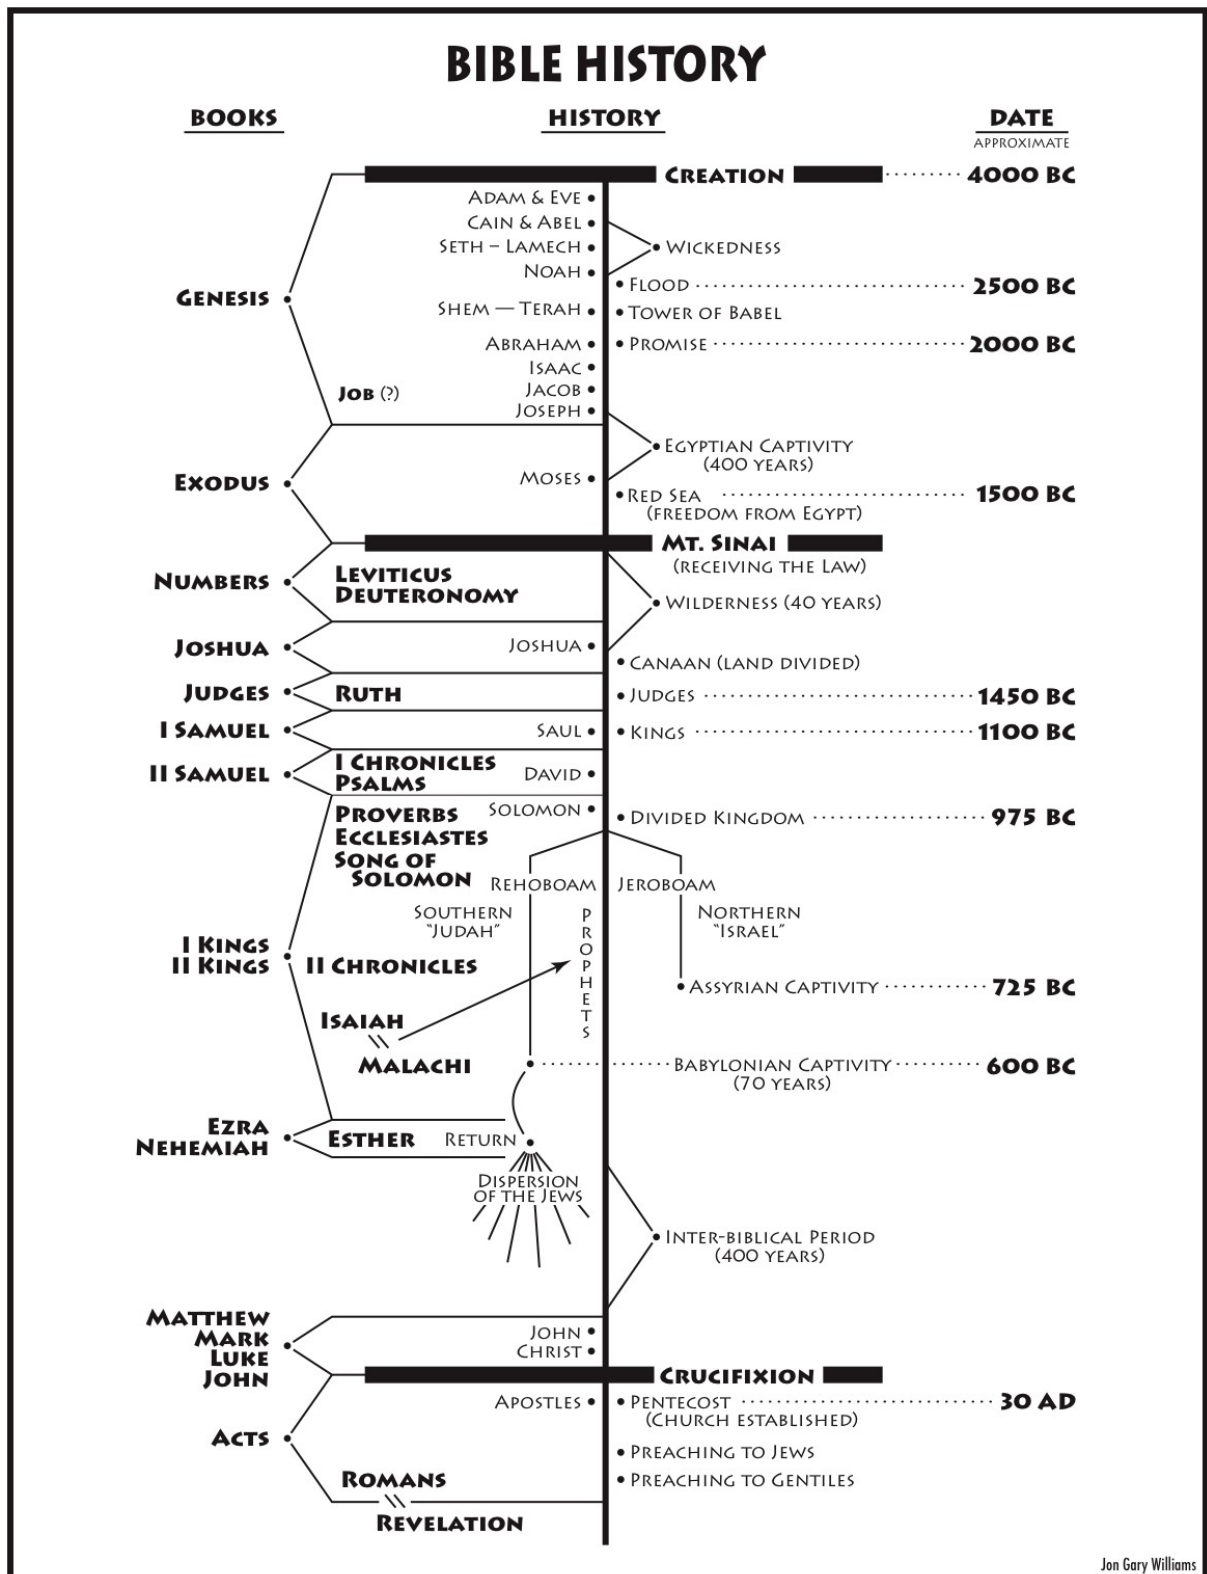 BIBLE HISTORY
BOOKS HISTORY DATE
APPROXIMATE
CREATION 4000 BC
ADAM & EVE
CAIN & ABEL
SETH – LAMECH WICKEDNESS
NOAH
FLOOD 2500 BC
GENESIS
SHEM — TERAH TOWER OF BABEL
ABRAHAM PROMISE 2000 BC
ISAAC
JOB (?) JACOB
JOSEPH
EGYPTIAN CAPTIVITY
(400 YEARS)
EXODUS MOSES
RED SEA 1500 BC
(FREEDOM FROM EGYPT)
MT. SINAI
(RECEIVING THE LAW)
NUMBERS LEVITICUS
DEUTERONOMY
WILDERNESS (40 YEARS)
JOSHUA JOSHUA
CANAAN (LAND DIVIDED)
JUDGES RUTH JUDGES 1450 BC
I SAMUEL SAUL KINGS 1100 BC
I CHRONICLES
II SAMUEL DAVID
PSALMS
SOLOMON
PROVERBS DIVIDED KINGDOM 975 BC
ECCLESIASTES
SONG OF
SOLOMON REHOBOAM JEROBOAM
SOUTHERN NORTHERN
"JUDAH" "ISRAEL"
PROPHETS
I KINGS
II KINGS II CHRONICLES
ASSYRIAN CAPTIVITY 725 BC
ISAIAH
MALACHI BABYLONIAN CAPTIVITY 600 BC
(70 YEARS)
EZRA
NEHEMIAH ESTHER RETURN
DISPERSION
OF THE JEWS
INTER-BIBLICAL PERIOD
(400 YEARS)
MATTHEW
MARK JOHN
LUKE CHRIST
JOHN CRUCIFIXION
APOSTLES PENTECOST 30 AD
(CHURCH ESTABLISHED)
ACTS
PREACHING TO JEWS
ROMANS PREACHING TO GENTILES
REVELATION
Jon Gary Williams